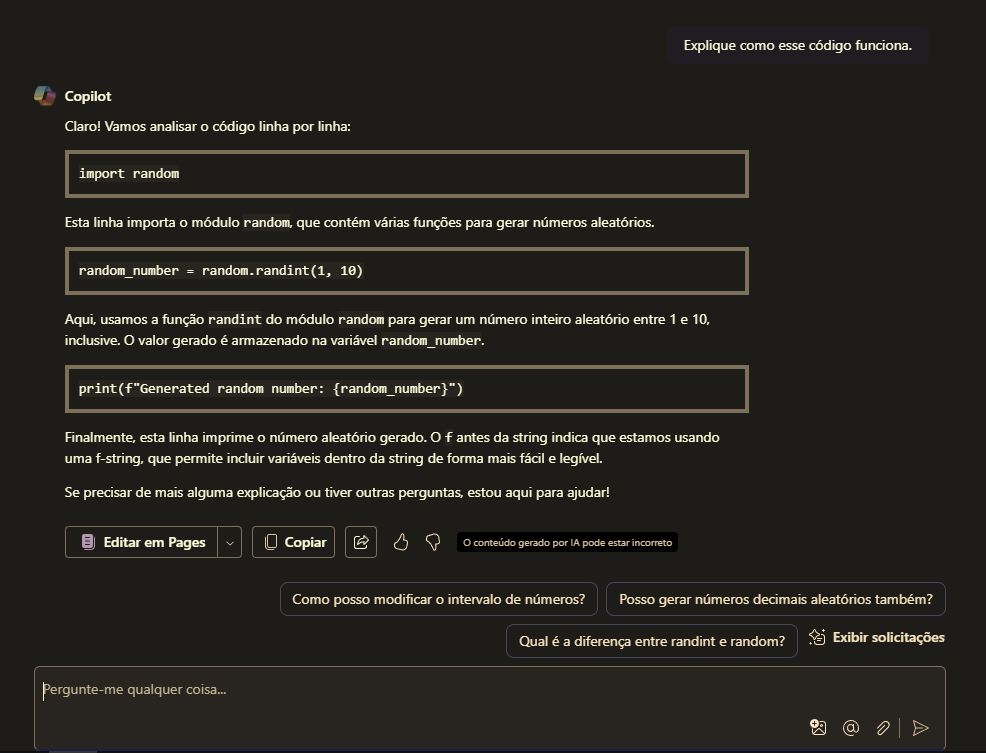 Explique como esse código funciona.
Copilot
Claro! Vamos analisar o código linha por linha:
import random
Esta linha importa o módulo random, que contém várias funções para gerar números aleatórios.
random_number = random.randint(1, 10)
Aqui, usamos a função randint do módulo random para gerar um número inteiro aleatório entre 1 e 10,
inclusive. O valor gerado é armazenado na variável random_number.
print(f"Generated random number: {random_number}")
Finalmente, esta linha imprime o número aleatório gerado. O f antes da string indica que estamos usando
uma f-string, que permite incluir variáveis dentro da string de forma mais fácil e legível.
Se precisar de mais alguma explicação ou tiver outras perguntas, estou aqui para ajudar!
Editar em Pages
Copiar
O conteúdo gerado por IA pode estar incorreto
Como posso modificar o intervalo de números?
Posso gerar números decimais aleatórios também?
Qual é a diferença entre randint e random?
Exibir solicitações
Pergunte-me qualquer coisa...